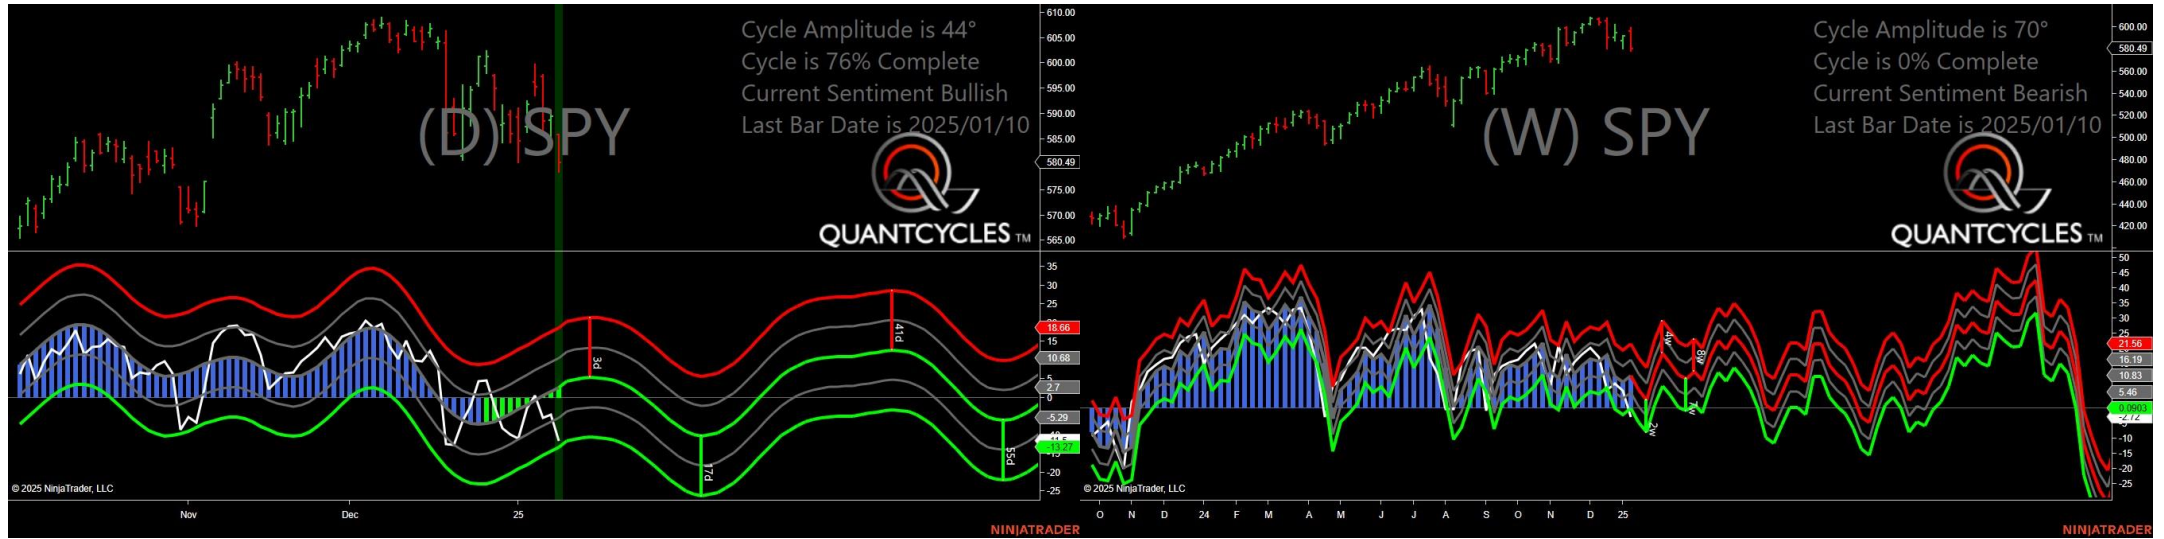 Cycle Amplitude is 44°
Cycle is 76% Complete
Current Sentiment Bullish
Last Bar Date is 2025/01/10
(D) SPY
QUANTCYCLES TM
610.00
605.00
600.00
595.00
590.00
585.00
580.49
575.00
570.00
565.00
35
30
25
18.66
15
10.68
5
2.7
0
-5.29
-13.27
-20
-25
3d
17d
41d
55d
© 2025 NinjaTrader, LLC
Nov Dec 25
NINJATRADER
Cycle Amplitude is 70°
Cycle is 0% Complete
Current Sentiment Bearish
Last Bar Date is 2025/01/10
(W) SPY
QUANTCYCLES TM
600.00
580.49
560.00
540.00
520.00
500.00
480.00
460.00
440.00
420.00
50
45
40
35
30
25
21.56
16.19
10.83
5.46
0.0903
-2.72
-10
-15
-20
-25
2w
4w
7w
8w
© 2025 NinjaTrader, LLC
O N D 24 F M A M J J A S O N D 25
NINJATRADER